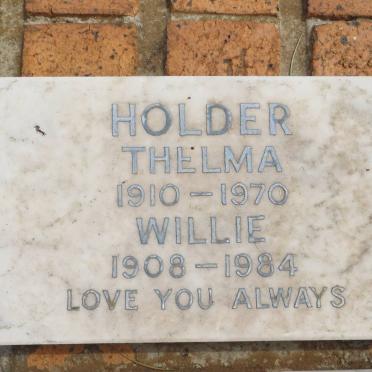 HOLDER
THELMA
1910 – 1970
WILLIE
1908 – 1984
LOVE YOU ALWAYS